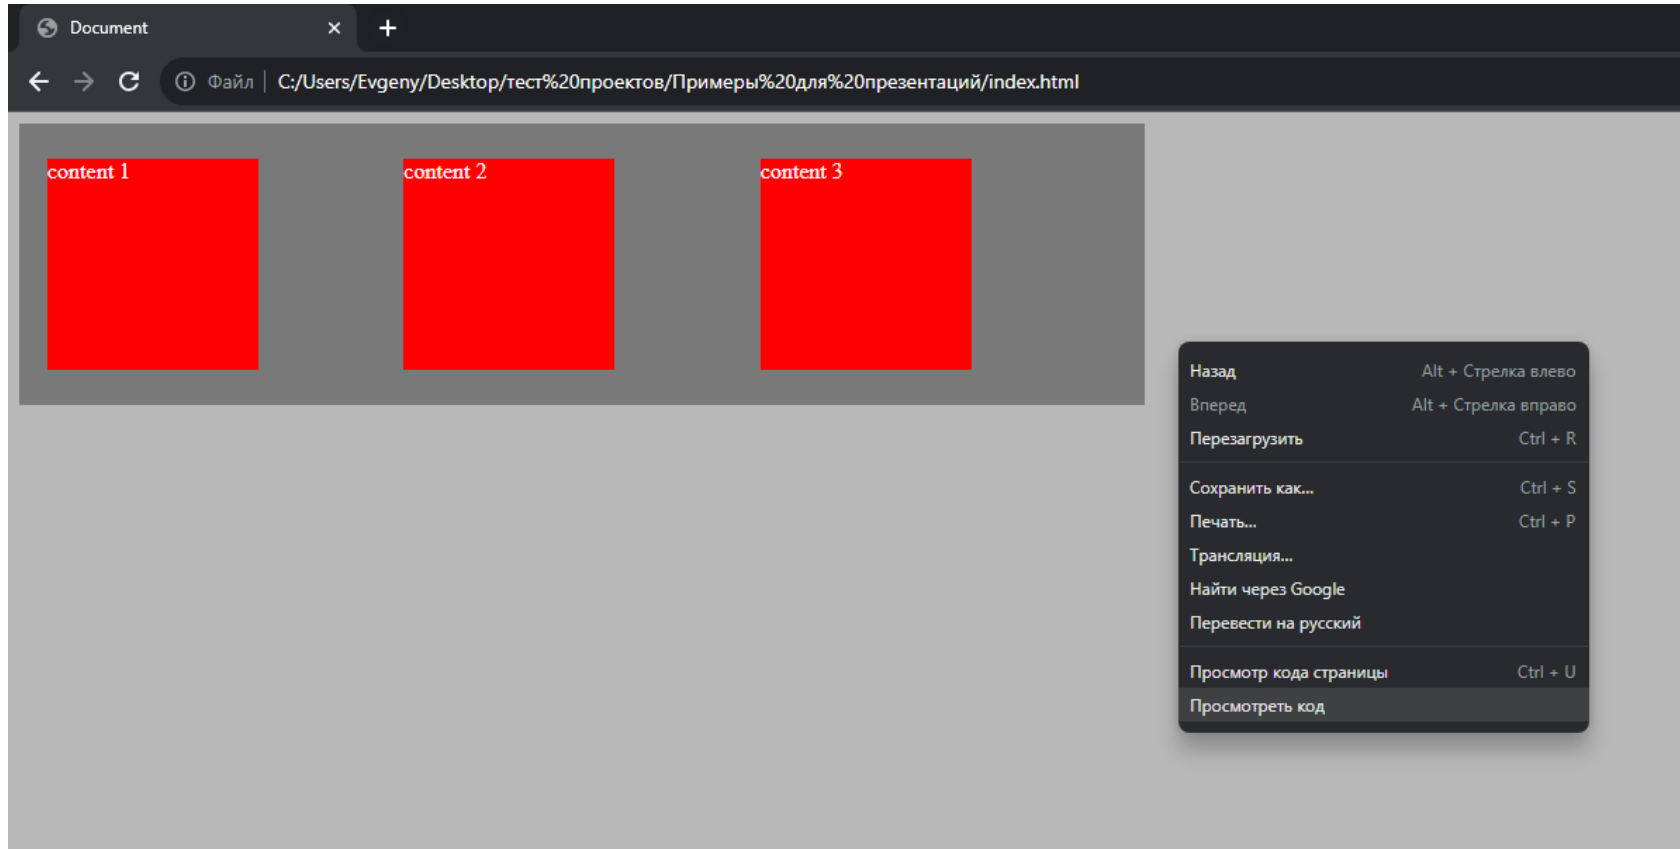 Document
Файл C:/Users/Evgeny/Desktop/тест%20проектов/Примеры%20для%20презентаций/index.html
content 1 content 2 content 3
Назад Alt + Стрелка влево
Вперед Alt + Стрелка вправо
Перезагрузить Ctrl + R
Сохранить как... Ctrl + S
Печать... Ctrl + P
Трансляция...
Найти через Google
Перевести на русский
Просмотр кода страницы Ctrl + U
Просмотреть код